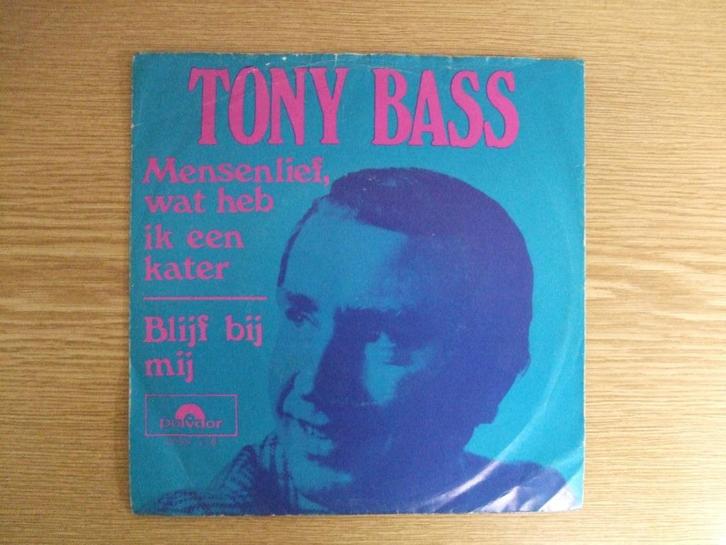 TONY BASS
Mensenlief,
wat heb
ik een
kater
Blijf bij
mij
polydor